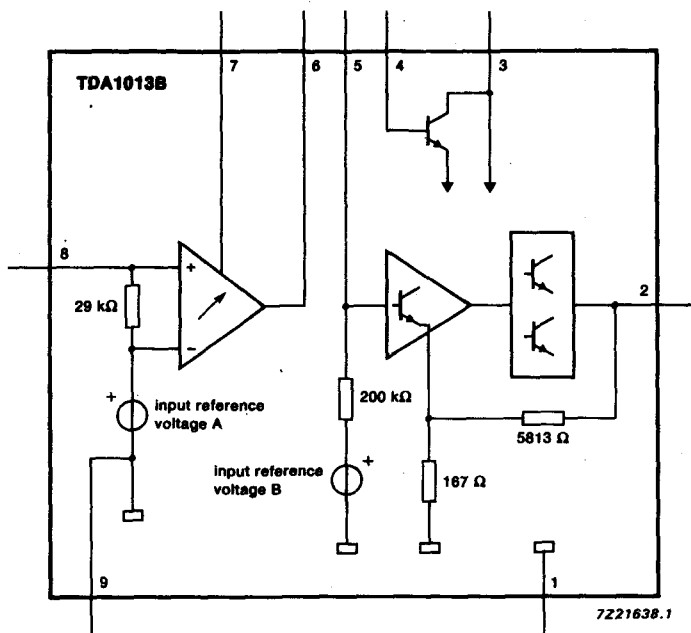 7 6 5 4 3
TDA1013B
8
+
29 kΩ
2
−
+
input reference
voltage A
200 kΩ
5813 Ω
+
input reference
voltage B
167 Ω
9
1
7Z21638.1